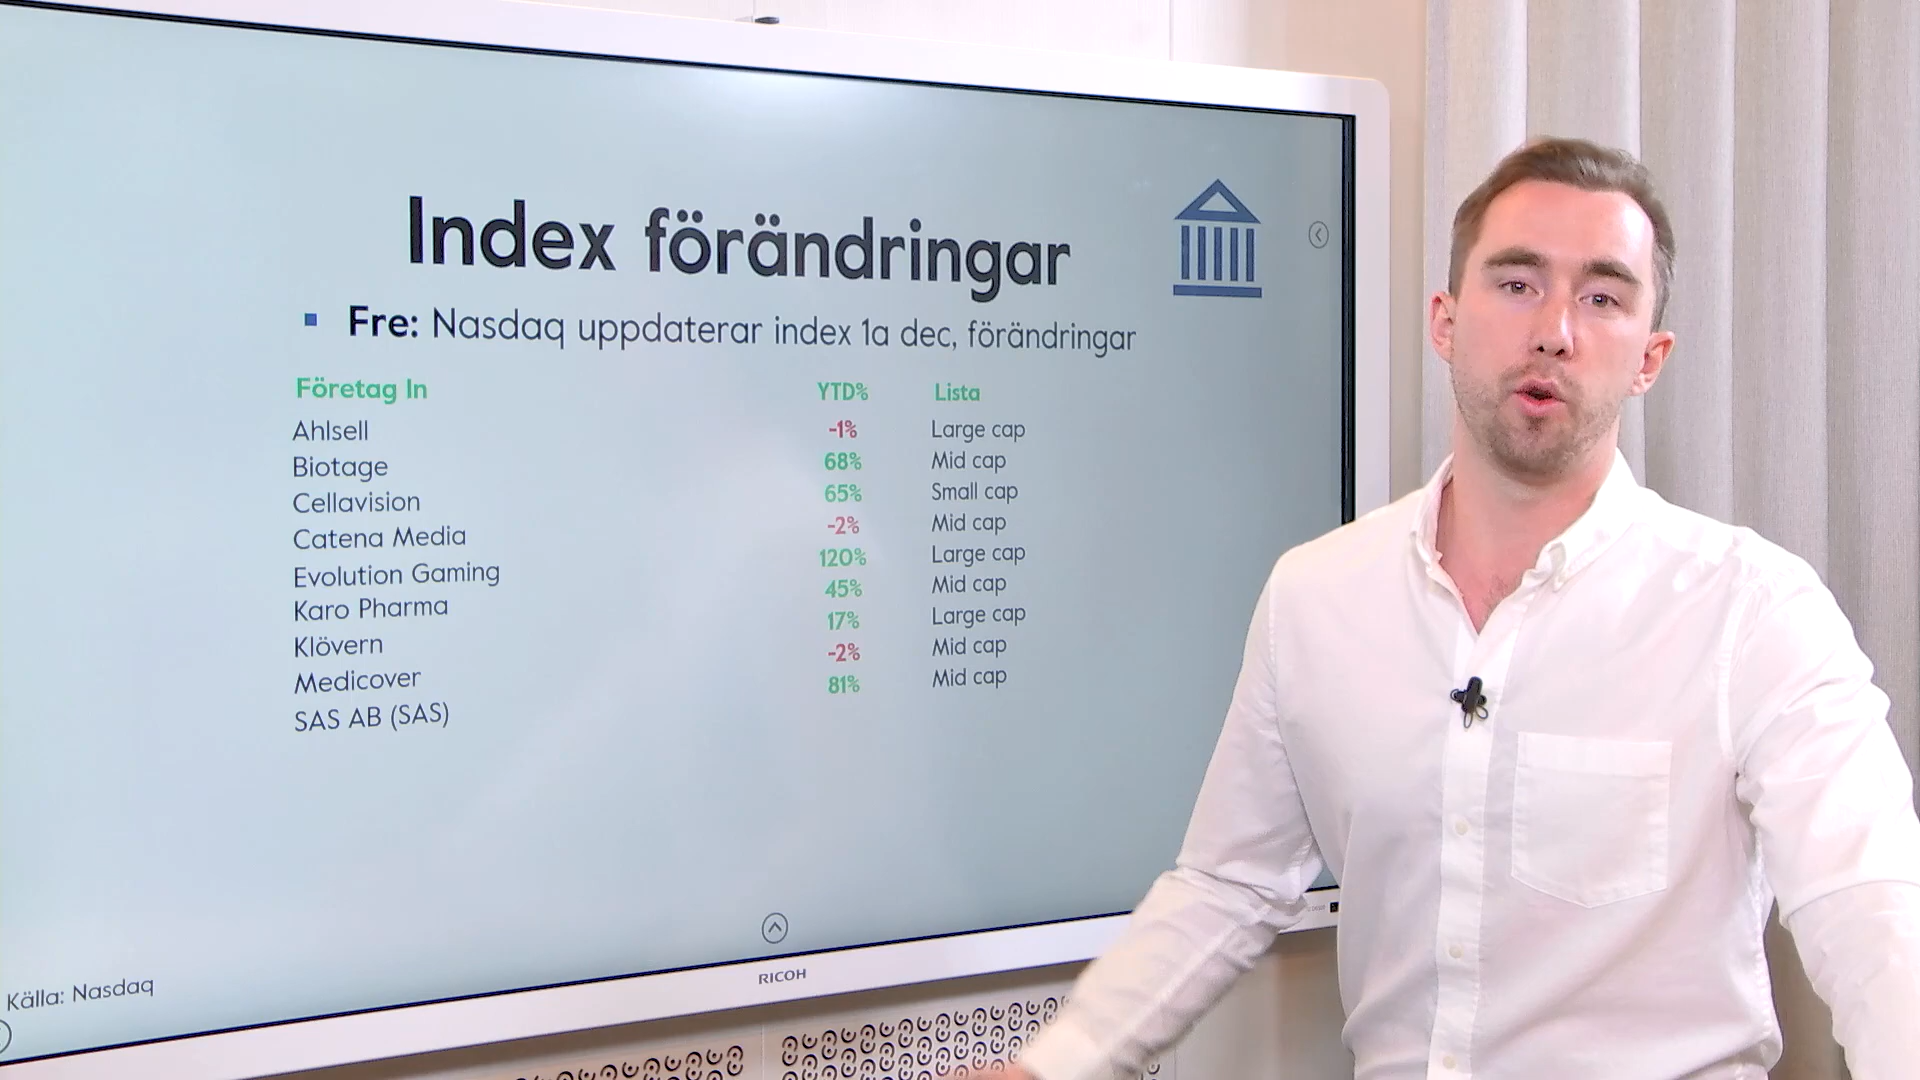 Index förändringar
Fre: Nasdaq uppdaterar index 1a dec, förändringar
Företag In YTD% Lista
Ahlsell -1% Large cap
Biotage 68% Mid cap
Cellavision 65% Small cap
Catena Media -2% Mid cap
Evolution Gaming 120% Large cap
Karo Pharma 45% Mid cap
Klövern 17% Large cap
Medicover -2% Mid cap
SAS AB (SAS) 81% Mid cap
Källa: Nasdaq
RICOH